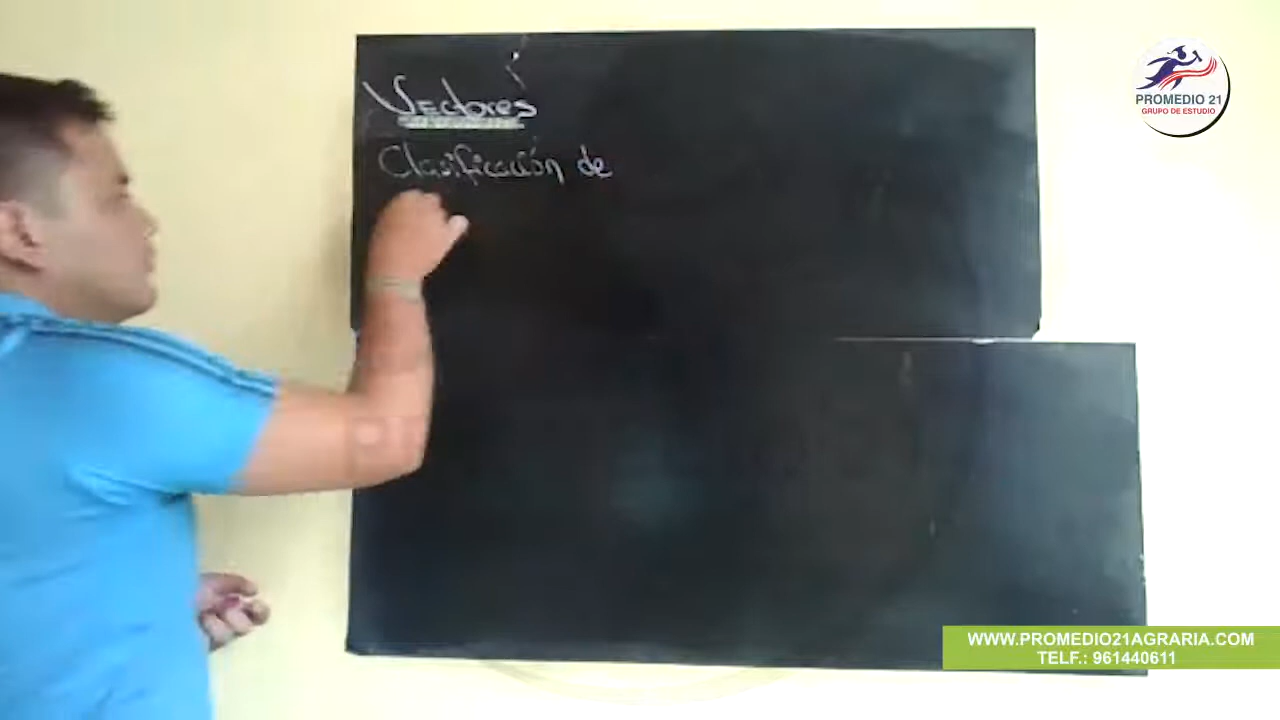 Vectores
Clasificación de
PROMEDIO 21
GRUPO DE ESTUDIO
WWW.PROMEDIO21AGRARIA.COM
TELF.: 961440611